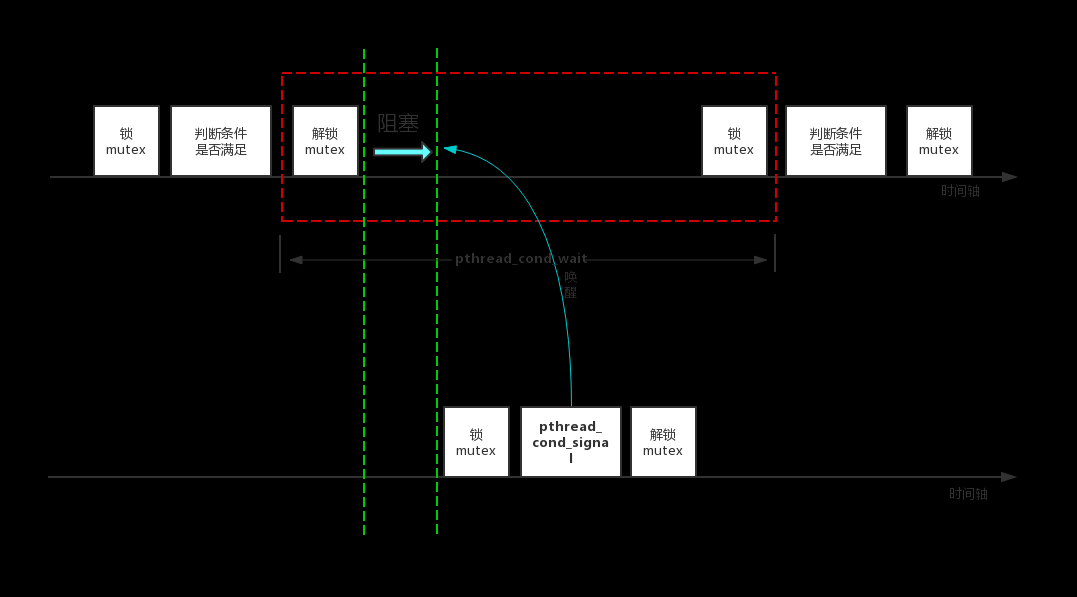 锁
mutex
判断条件
是否满足
解锁
mutex
阻塞
锁
mutex
判断条件
是否满足
解锁
mutex
时间轴
pthread_cond_wait
唤
醒
锁
mutex
pthread_
cond_signa
l
解锁
mutex
时间轴